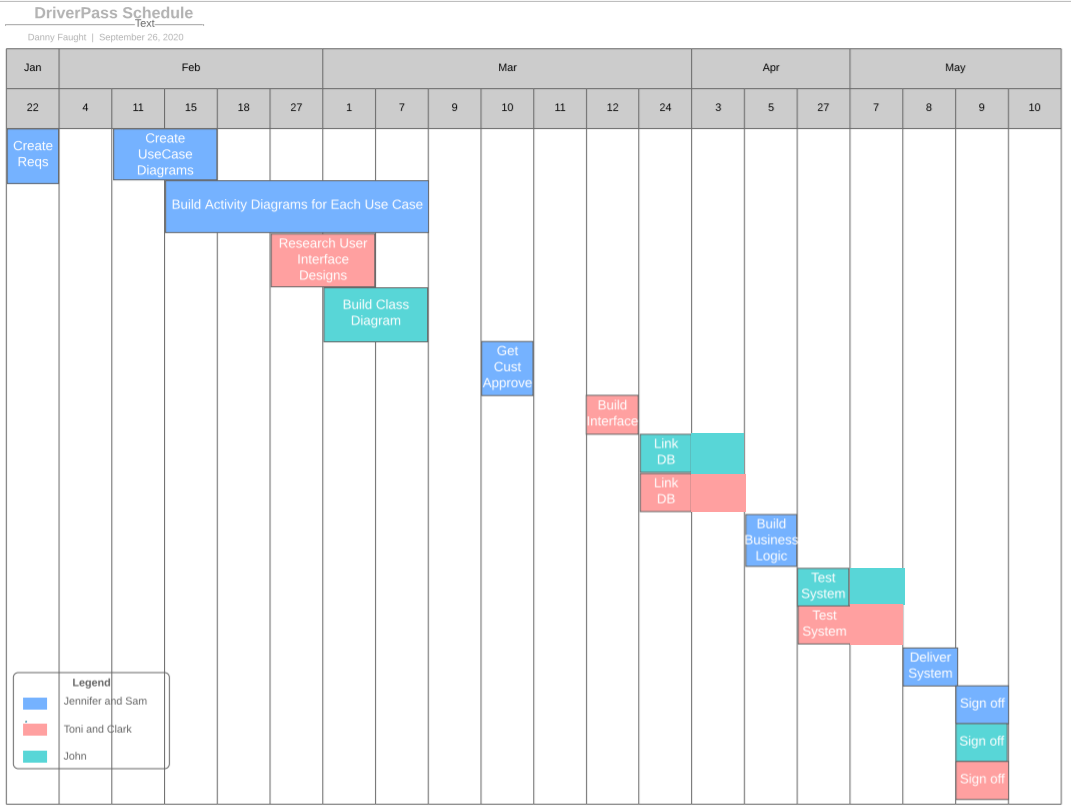 DriverPass Schedule
Text
Danny Faught | September 26, 2020
Jan Feb Mar Apr May
22 4 11 15 18 27 1 7 9 10 11 12 24 3 5 27 7 8 9 10
Create
Reqs
Create
UseCase
Diagrams
Build Activity Diagrams for Each Use Case
Research User
Interface
Designs
Build Class
Diagram
Get
Cust
Approve
Build
Interface
Link
DB
Link
DB
Build
Business
Logic
Test
System
Test
System
Deliver
System
Sign off
Sign off
Sign off
Legend
Jennifer and Sam
Toni and Clark
John